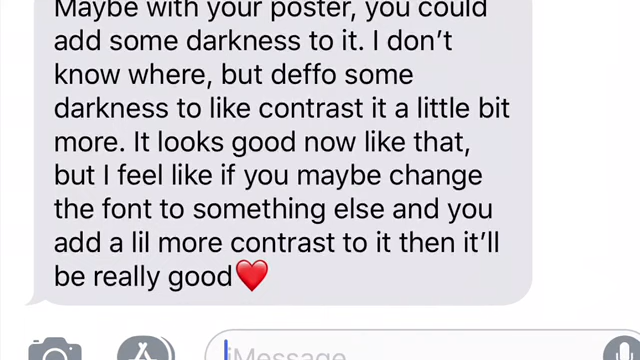 Maybe with your poster, you could
add some darkness to it. I don’t
know where, but deffo some
darkness to like contrast it a little bit
more. It looks good now like that,
but I feel like if you maybe change
the font to something else and you
add a lil more contrast to it then it’ll
be really good❤️
iMessage